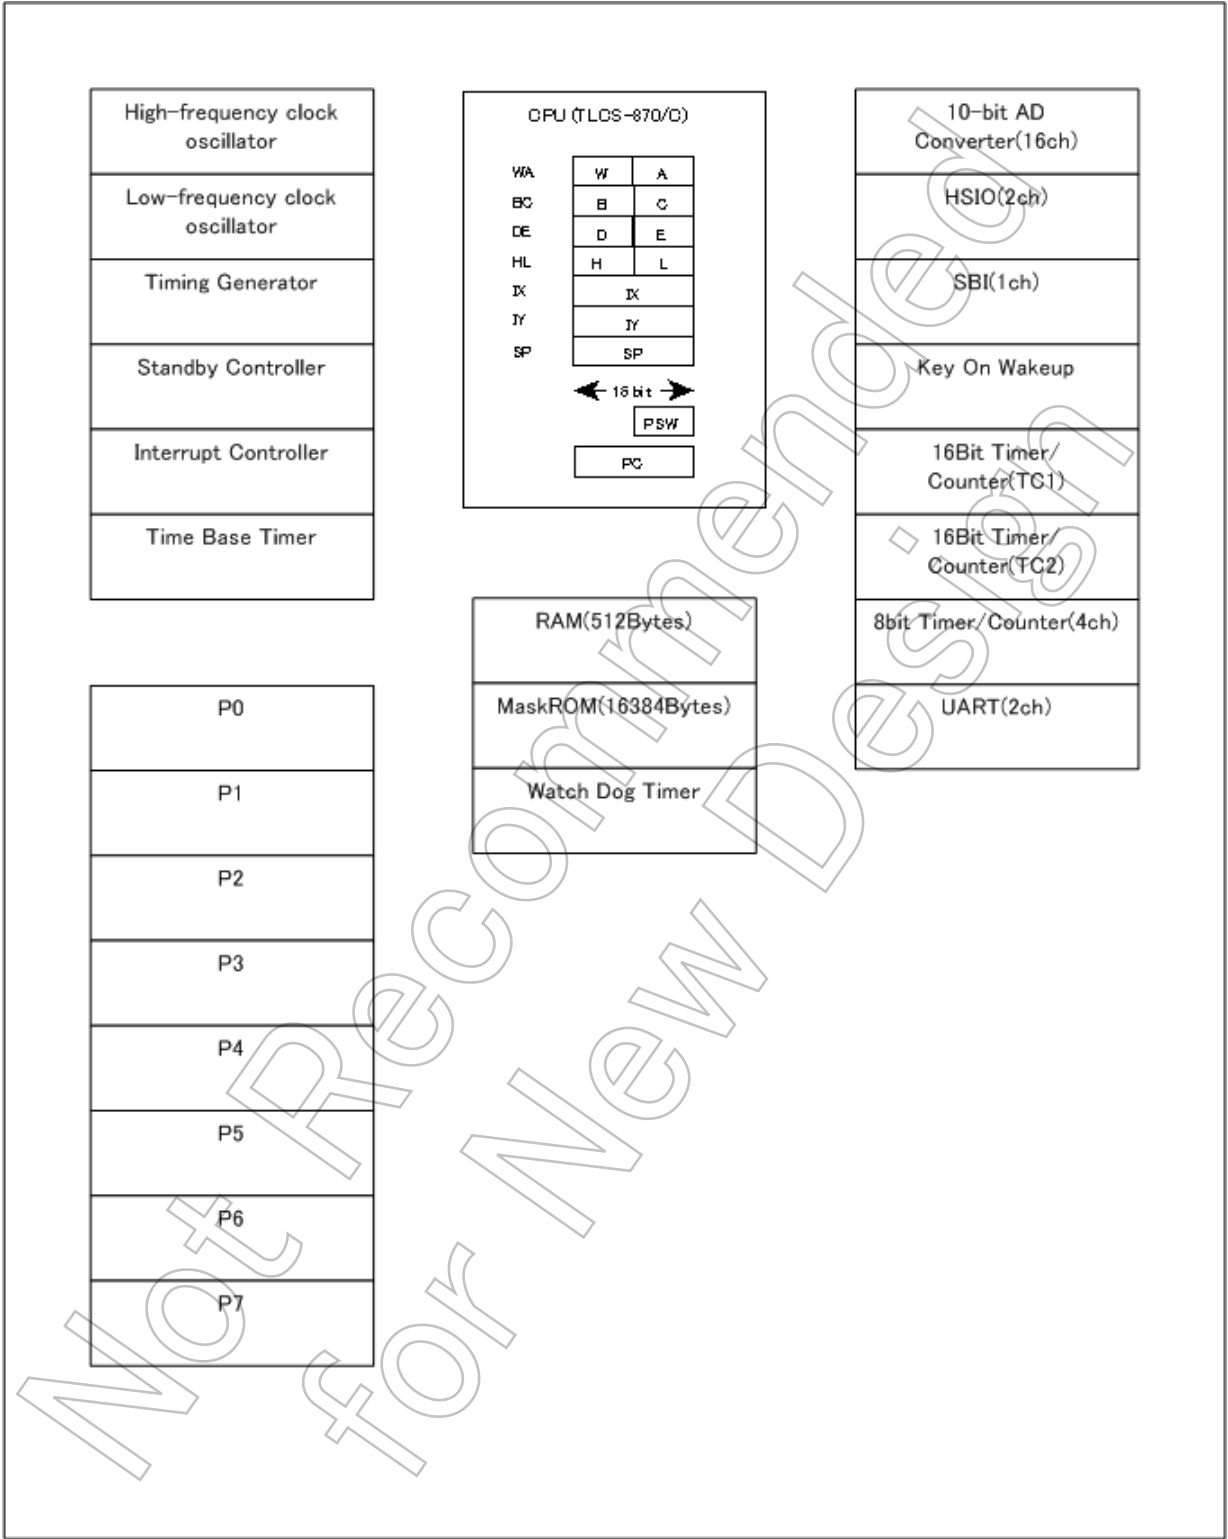 High-frequency clock
oscillator
Low-frequency clock
oscillator
Timing Generator
Standby Controller
Interrupt Controller
Time Base Timer
P0
P1
P2
P3
P4
P5
P6
P7
CPU (TLCS-870/C)
WA W A
BC B C
DE D E
HL H L
IX IX
IY IY
SP SP
16 bit
PSW
PC
RAM(512Bytes)
MaskROM(16384Bytes)
Watch Dog Timer
10-bit AD
Converter(16ch)
HSIO(2ch)
SBI(1ch)
Key On Wakeup
16Bit Timer/
Counter(TC1)
16Bit Timer/
Counter(TC2)
8bit Timer/Counter(4ch)
UART(2ch)
Not Recommended
for New Design